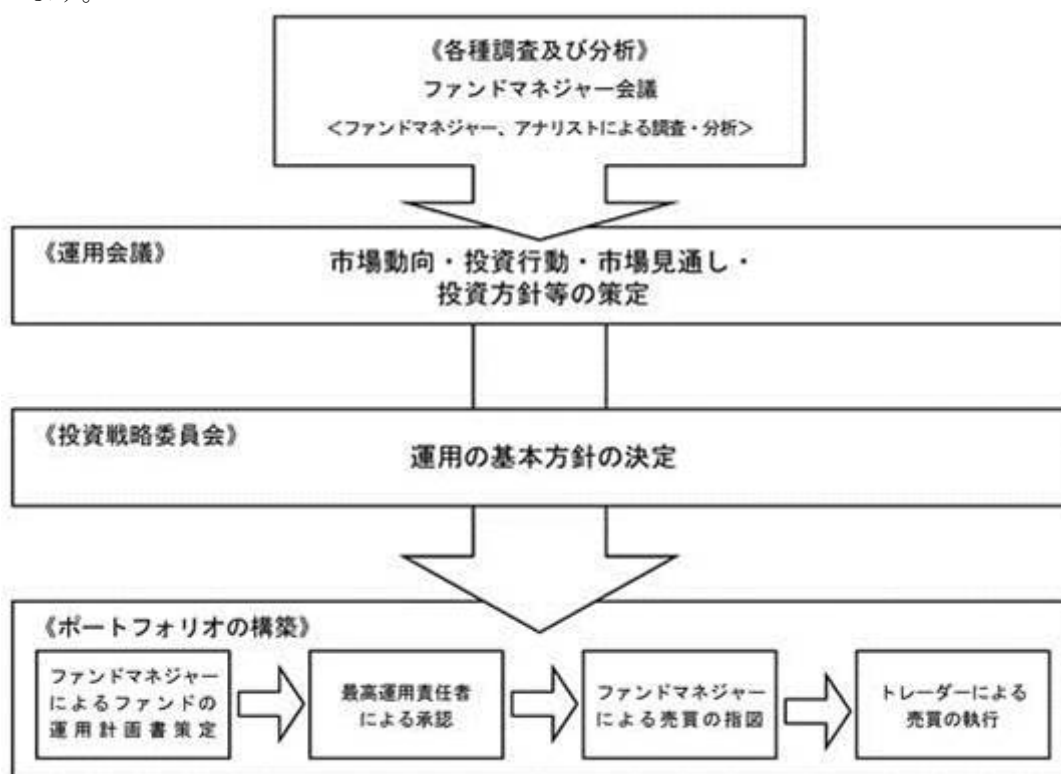 《各種調査及び分析》
ファンドマネジャー会議
＜ファンドマネジャー、アナリストによる調査・分析＞
《運用会議》
市場動向・投資行動・市場見通し・
投資方針等の策定
《投資戦略委員会》
運用の基本方針の決定
《ポートフォリオの構築》
ファンドマネジャー
によるファンドの
運用計画書策定
最高運用責任者
による承認
ファンドマネジャー
による売買の指図
トレーダーによる
売買の執行